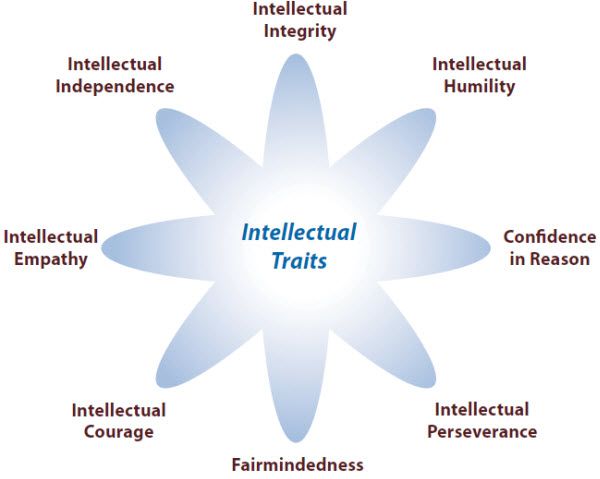 Intellectual
Integrity
Intellectual
Independence
Intellectual
Humility
Intellectual
Empathy
Intellectual
Traits
Confidence
in Reason
Intellectual
Courage
Intellectual
Perseverance
Fairmindedness